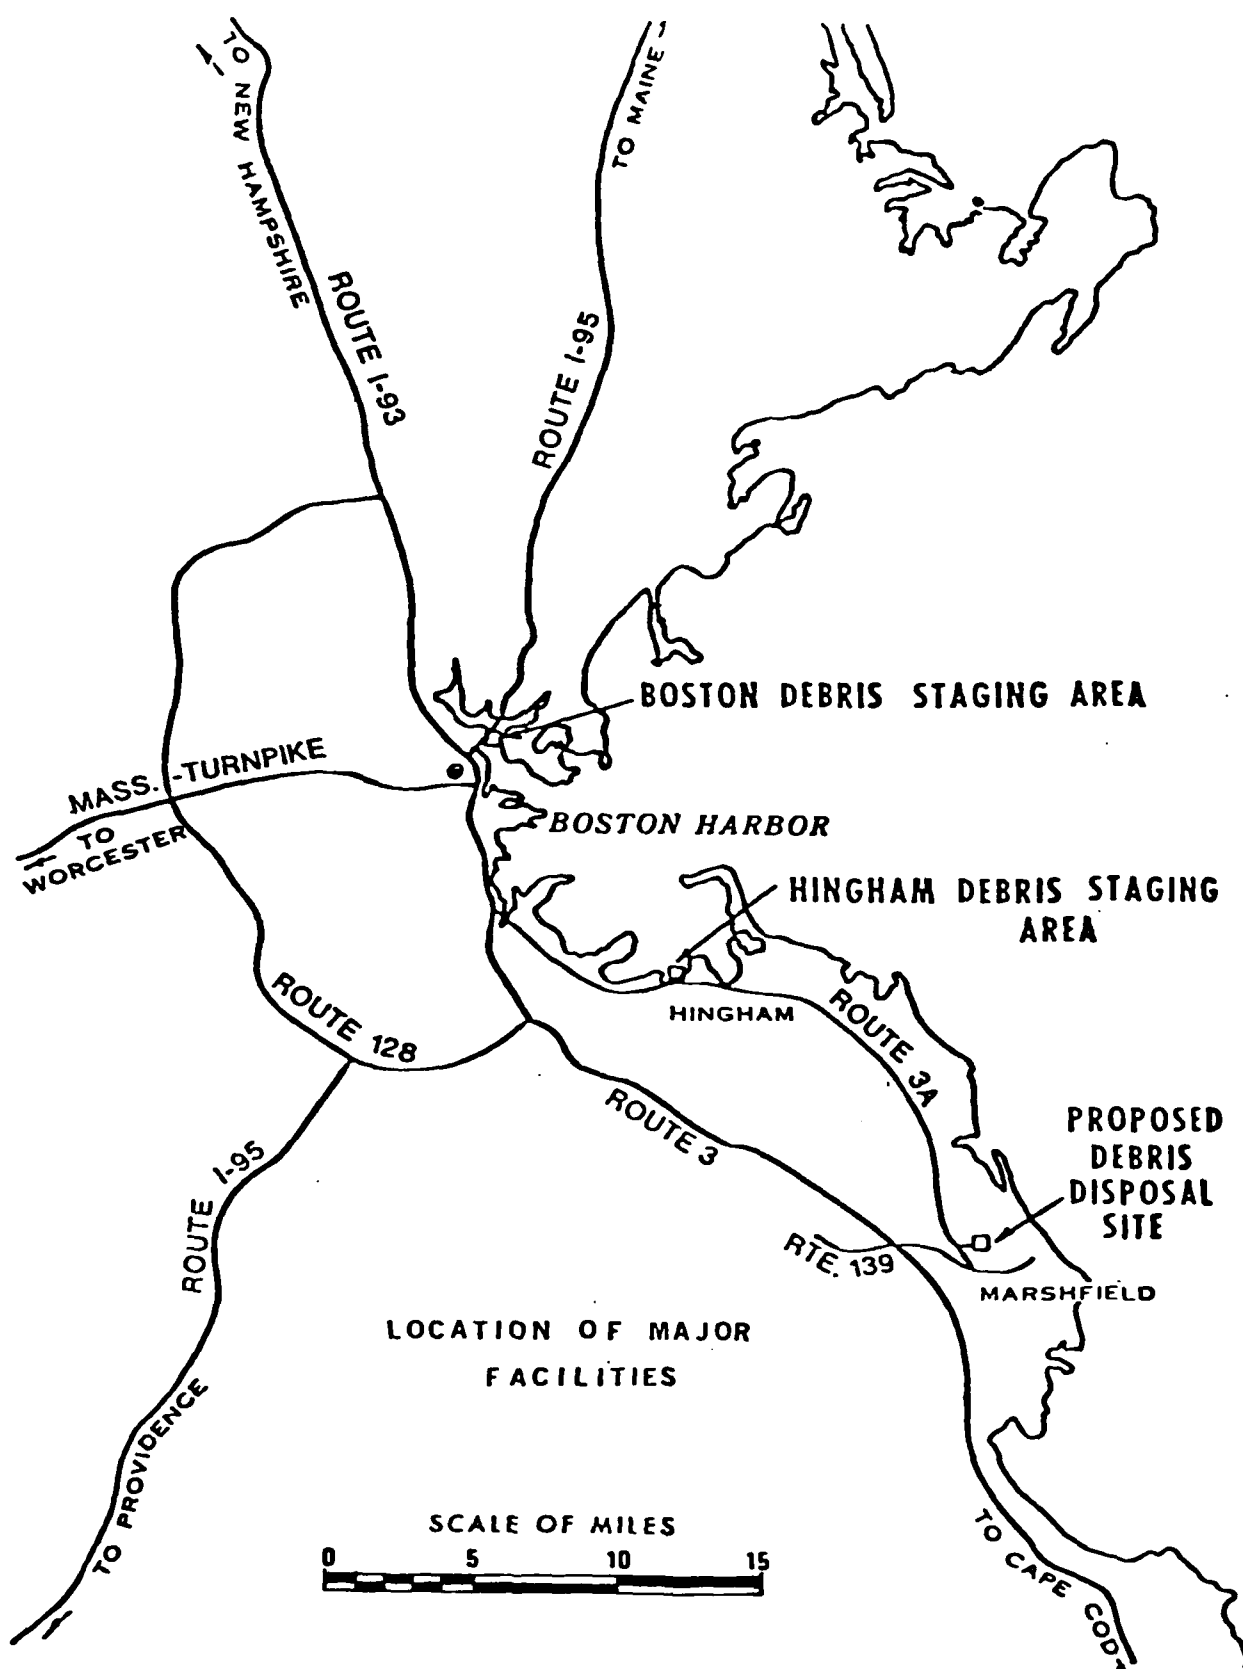 TO NEW HAMPSHIRE
TO MAINE
ROUTE I-93
ROUTE I-95
BOSTON DEBRIS STAGING AREA
MASS.-TURNPIKE
TO
WORCESTER
BOSTON HARBOR
HINGHAM DEBRIS STAGING
AREA
HINGHAM
ROUTE 3A
ROUTE 128
ROUTE 3
PROPOSED
DEBRIS
DISPOSAL
SITE
ROUTE I-95
RTE. 139
MARSHFIELD
LOCATION OF MAJOR
FACILITIES
TO PROVIDENCE
SCALE OF MILES
0 5 10 15
TO CAPE COD